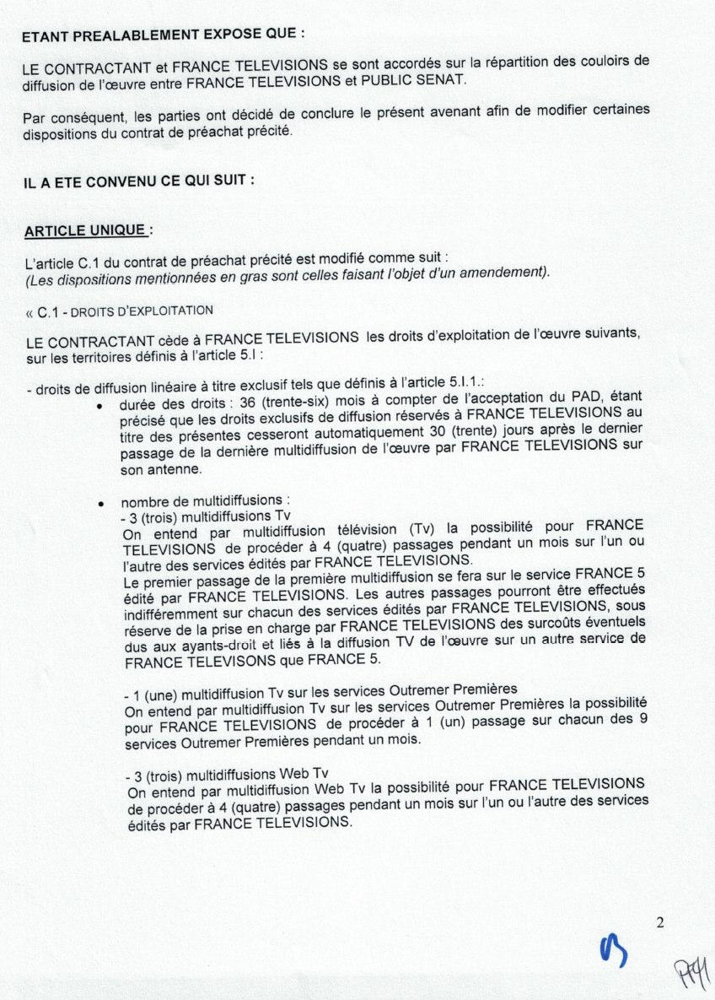 ETANT PREALABLEMENT EXPOSE QUE :
LE CONTRACTANT et FRANCE TELEVISIONS se sont accordés sur la répartition des couloirs de
diffusion de l'œuvre entre FRANCE TELEVISIONS et PUBLIC SENAT.
Par conséquent, les parties ont décidé de conclure le présent avenant afin de modifier certaines
dispositions du contrat de préachat précité.
IL A ETE CONVENU CE QUI SUIT :
ARTICLE UNIQUE :
L'article C.1 du contrat de préachat précité est modifié comme suit :
(Les dispositions mentionnées en gras sont celles faisant l'objet d'un amendement).
« C.1 - DROITS D'EXPLOITATION
LE CONTRACTANT cède à FRANCE TELEVISIONS les droits d'exploitation de l'œuvre suivants,
sur les territoires définis à l'article 5.I :
- droits de diffusion linéaire à titre exclusif tels que définis à l'article 5.I.1.:
• durée des droits : 36 (trente-six) mois à compter de l'acceptation du PAD, étant
précisé que les droits exclusifs de diffusion réservés à FRANCE TELEVISIONS au
titre des présentes cesseront automatiquement 30 (trente) jours après le dernier
passage de la dernière multidiffusion de l'œuvre par FRANCE TELEVISIONS sur
son antenne.
• nombre de multidiffusions :
- 3 (trois) multidiffusions Tv
On entend par multidiffusion télévision (Tv) la possibilité pour FRANCE
TELEVISIONS de procéder à 4 (quatre) passages pendant un mois sur l'un ou
l'autre des services édités par FRANCE TELEVISIONS.
Le premier passage de la première multidiffusion se fera sur le service FRANCE 5
édité par FRANCE TELEVISIONS. Les autres passages pourront être effectués
indifféremment sur chacun des services édités par FRANCE TELEVISIONS, sous
réserve de la prise en charge par FRANCE TELEVISIONS des surcoûts éventuels
dus aux ayants-droit et liés à la diffusion TV de l'œuvre sur un autre service de
FRANCE TELEVISONS que FRANCE 5.
- 1 (une) multidiffusion Tv sur les services Outremer Premières
On entend par multidiffusion Tv sur les services Outremer Premières la possibilité
pour FRANCE TELEVISIONS de procéder à 1 (un) passage sur chacun des 9
services Outremer Premières pendant un mois.
- 3 (trois) multidiffusions Web Tv
On entend par multidiffusion Web Tv la possibilité pour FRANCE TELEVISIONS
de procéder à 4 (quatre) passages pendant un mois sur l'un ou l'autre des services
édités par FRANCE TELEVISIONS.
2